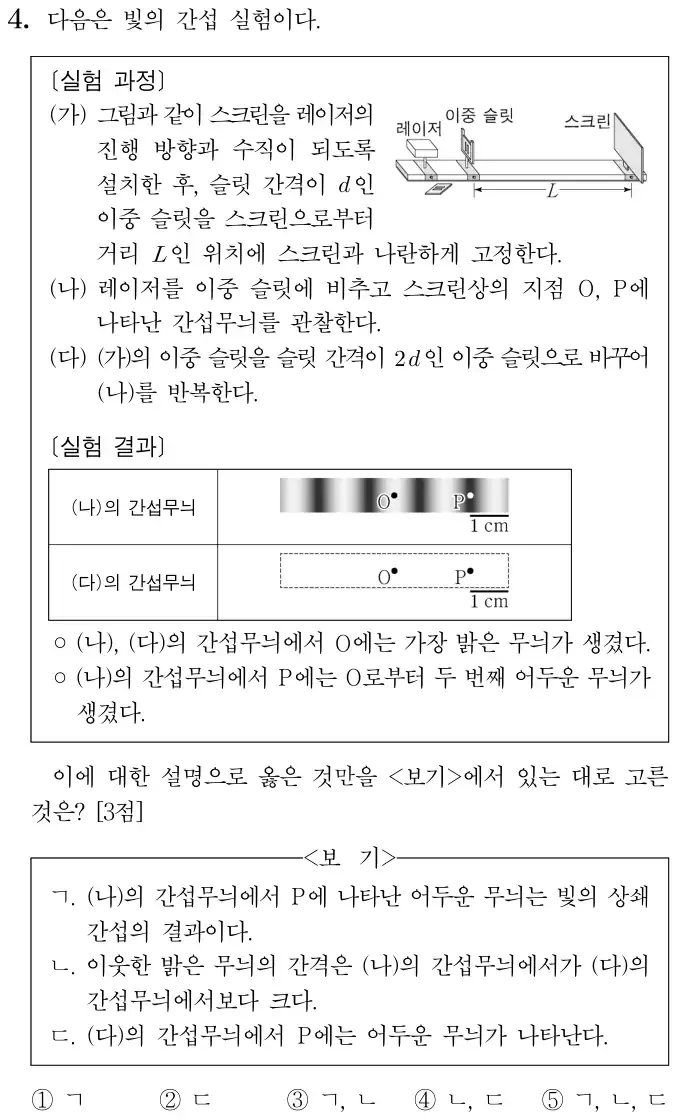 4. 다음은 빛의 간섭 실험이다.
〔실험 과정〕
(가) 그림과 같이 스크린을 레이저의
진행 방향과 수직이 되도록
설치한 후, 슬릿 간격이 d인
이중 슬릿을 스크린으로부터
거리 L인 위치에 스크린과 나란하게 고정한다.
레이저
이중 슬릿
스크린
L
(나) 레이저를 이중 슬릿에 비추고 스크린상의 지점 O, P에
나타난 간섭무늬를 관찰한다.
(다) (가)의 이중 슬릿을 슬릿 간격이 2d인 이중 슬릿으로 바꾸어
(나)를 반복한다.
〔실험 결과〕
(나)의 간섭무늬
O P
1 cm
(다)의 간섭무늬
O P
1 cm
○ (나), (다)의 간섭무늬에서 O에는 가장 밝은 무늬가 생겼다.
○ (나)의 간섭무늬에서 P에는 O로부터 두 번째 어두운 무늬가
생겼다.
이에 대한 설명으로 옳은 것만을 <보기>에서 있는 대로 고른
것은? [3점]
<보 기>
ㄱ. (나)의 간섭무늬에서 P에 나타난 어두운 무늬는 빛의 상쇄
간섭의 결과이다.
ㄴ. 이웃한 밝은 무늬의 간격은 (나)의 간섭무늬에서가 (다)의
간섭무늬에서보다 크다.
ㄷ. (다)의 간섭무늬에서 P에는 어두운 무늬가 나타난다.
① ㄱ ② ㄷ ③ ㄱ, ㄴ ④ ㄴ, ㄷ ⑤ ㄱ, ㄴ, ㄷ